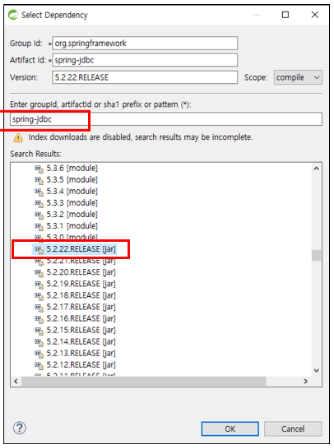 Select Dependency
Group Id: * org.springframework
Artifact Id: * spring-jdbc
Version: 5.2.22.RELEASE Scope: compile
Enter groupId, artifactId or sha1 prefix or pattern (*):
spring-jdbc
Index downloads are disabled, search results may be incomplete.
Search Results:
5.3.6 [module]
5.3.5 [module]
5.3.4 [module]
5.3.3 [module]
5.3.2 [module]
5.3.1 [module]
5.3.0 [module]
5.2.22.RELEASE [jar]
5.2.21.RELEASE [jar]
5.2.20.RELEASE [jar]
5.2.19.RELEASE [jar]
5.2.18.RELEASE [jar]
5.2.17.RELEASE [jar]
5.2.16.RELEASE [jar]
5.2.15.RELEASE [jar]
5.2.14.RELEASE [jar]
5.2.13.RELEASE [jar]
5.2.12.RELEASE [jar]
5.2.11.RELEASE [jar]
OK Cancel